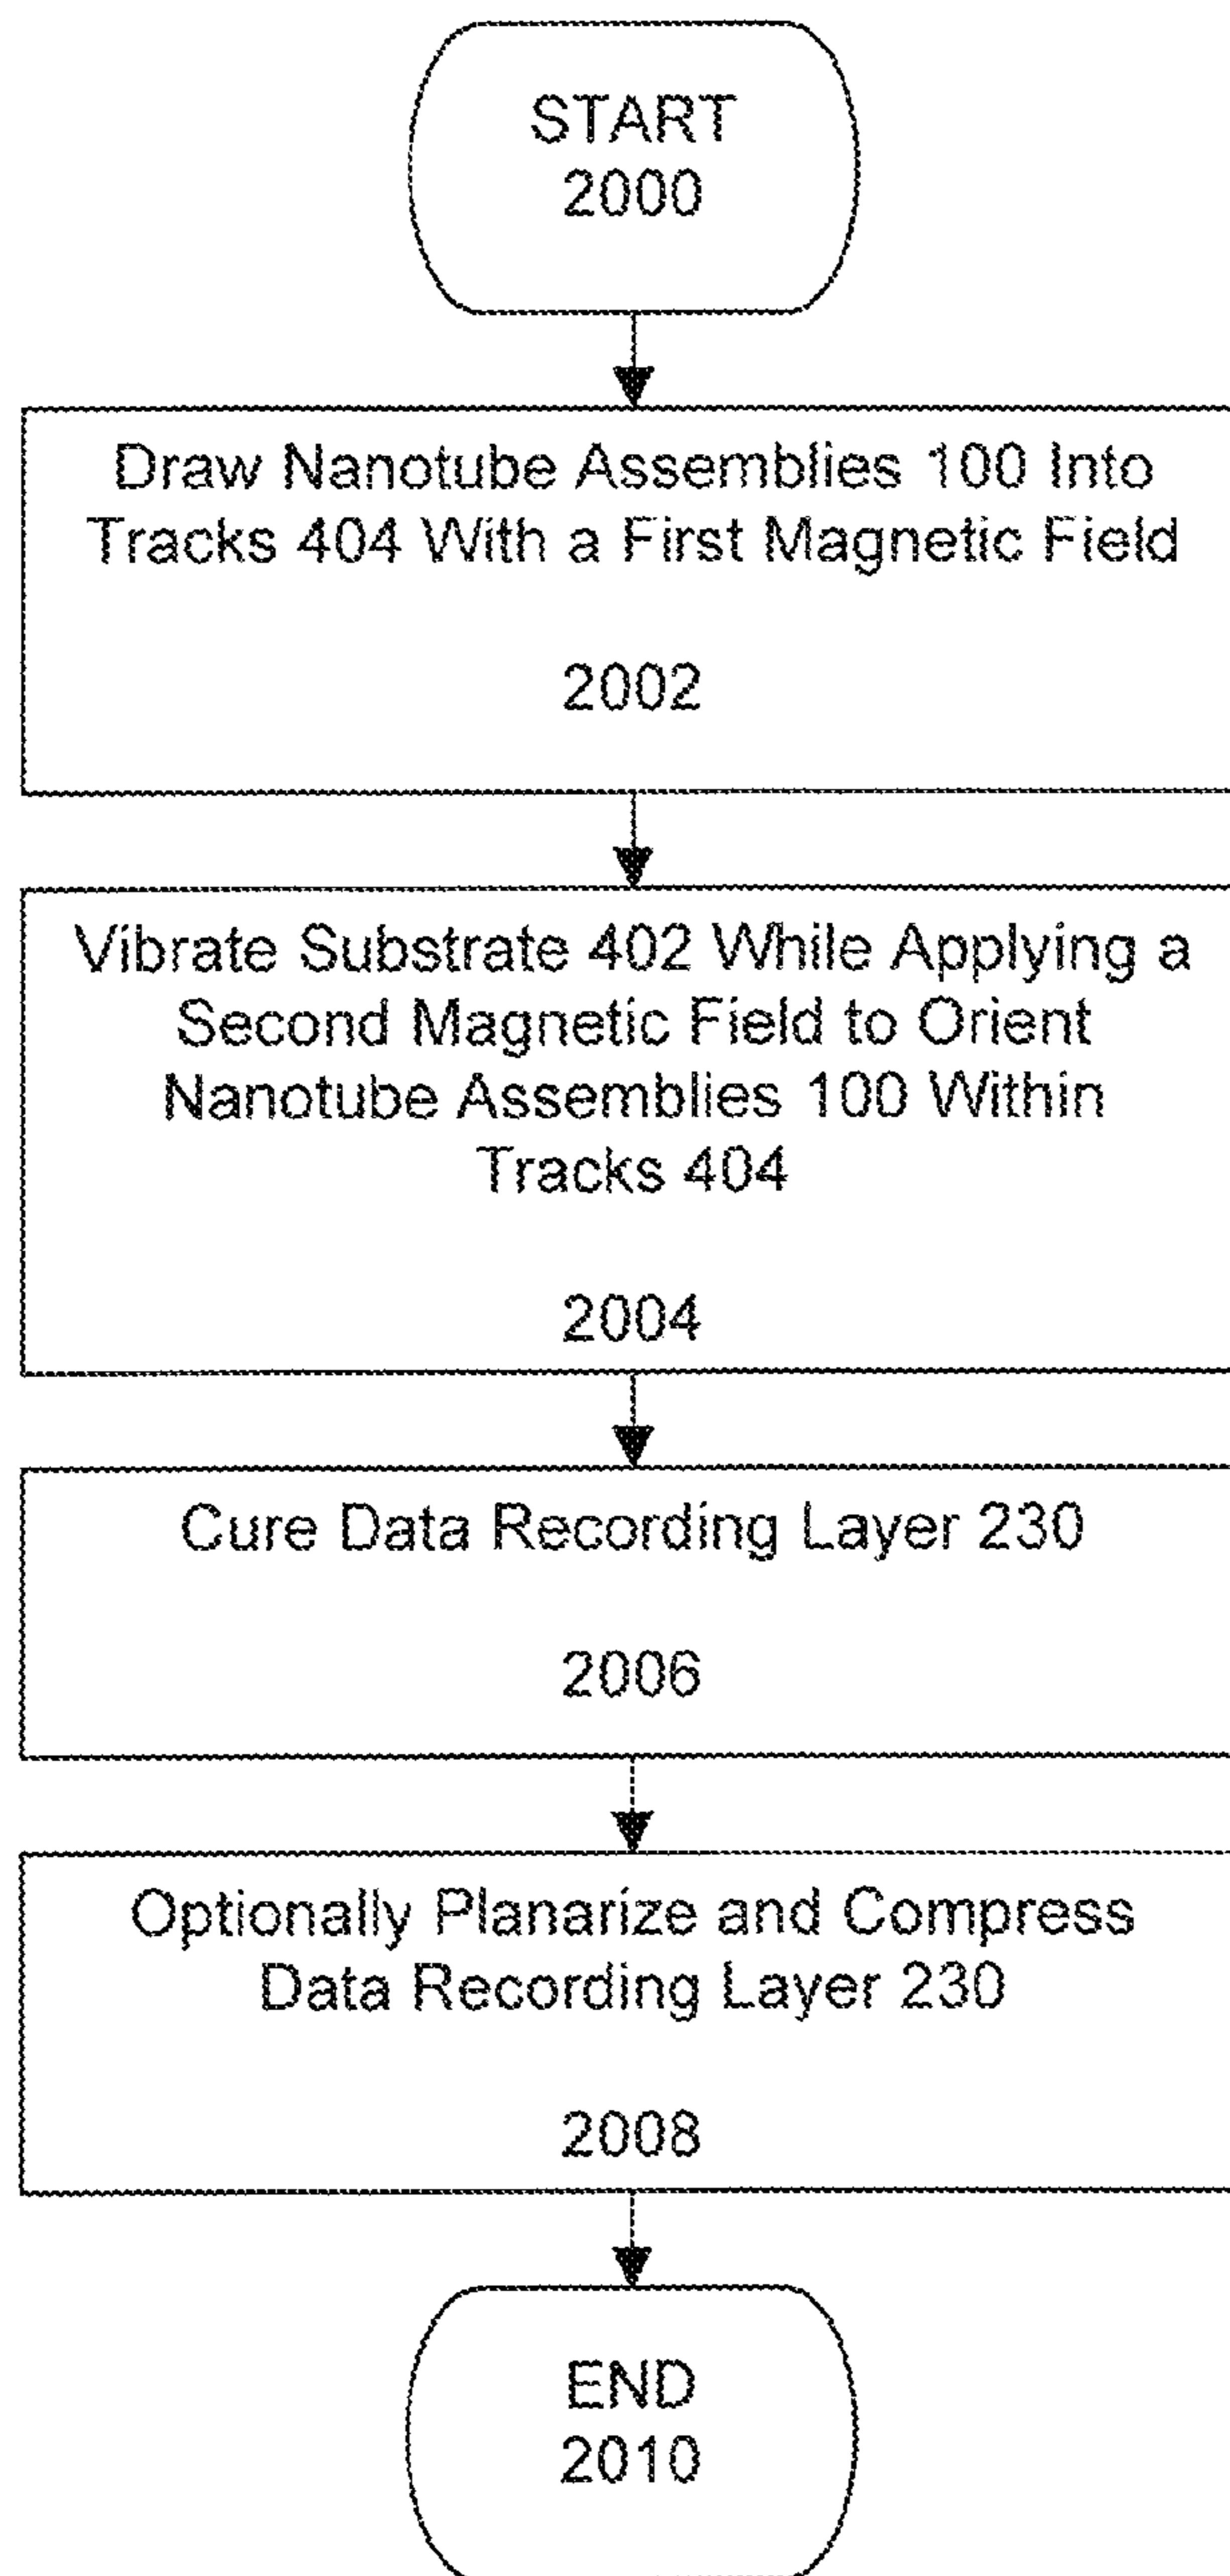 START
2000
Draw Nanotube Assemblies 100 Into
Tracks 404 With a First Magnetic Field
2002
Vibrate Substrate 402 While Applying a
Second Magnetic Field to Orient
Nanotube Assemblies 100 Within
Tracks 404
2004
Cure Data Recording Layer 230
2006
Optionally Planarize and Compress
Data Recording Layer 230
2008
END
2010